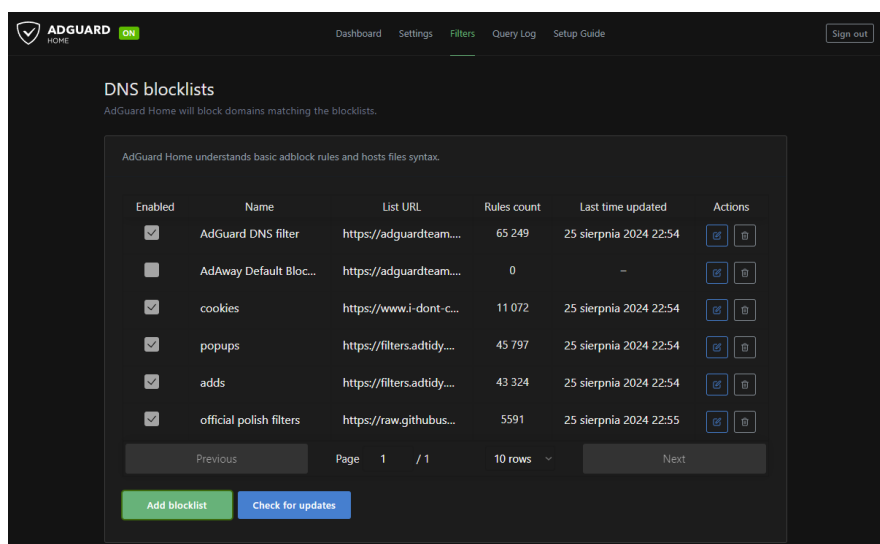 ADGUARD ON
HOME
Dashboard Settings Filters Query Log Setup Guide Sign out
DNS blocklists
AdGuard Home will block domains matching the blocklists.
AdGuard Home understands basic adblock rules and hosts files syntax.
Enabled Name List URL Rules count Last time updated Actions
AdGuard DNS filter https://adguardteam.... 65 249 25 sierpnia 2024 22:54
AdAway Default Bloc... https://adguardteam.... 0 –
cookies https://www.i-dont-c... 11 072 25 sierpnia 2024 22:54
popups https://filters.adtidy.... 45 797 25 sierpnia 2024 22:54
adds https://filters.adtidy.... 43 324 25 sierpnia 2024 22:54
official polish filters https://raw.githubus... 5591 25 sierpnia 2024 22:55
Previous Page 1 / 1 10 rows Next
Add blocklist Check for updates